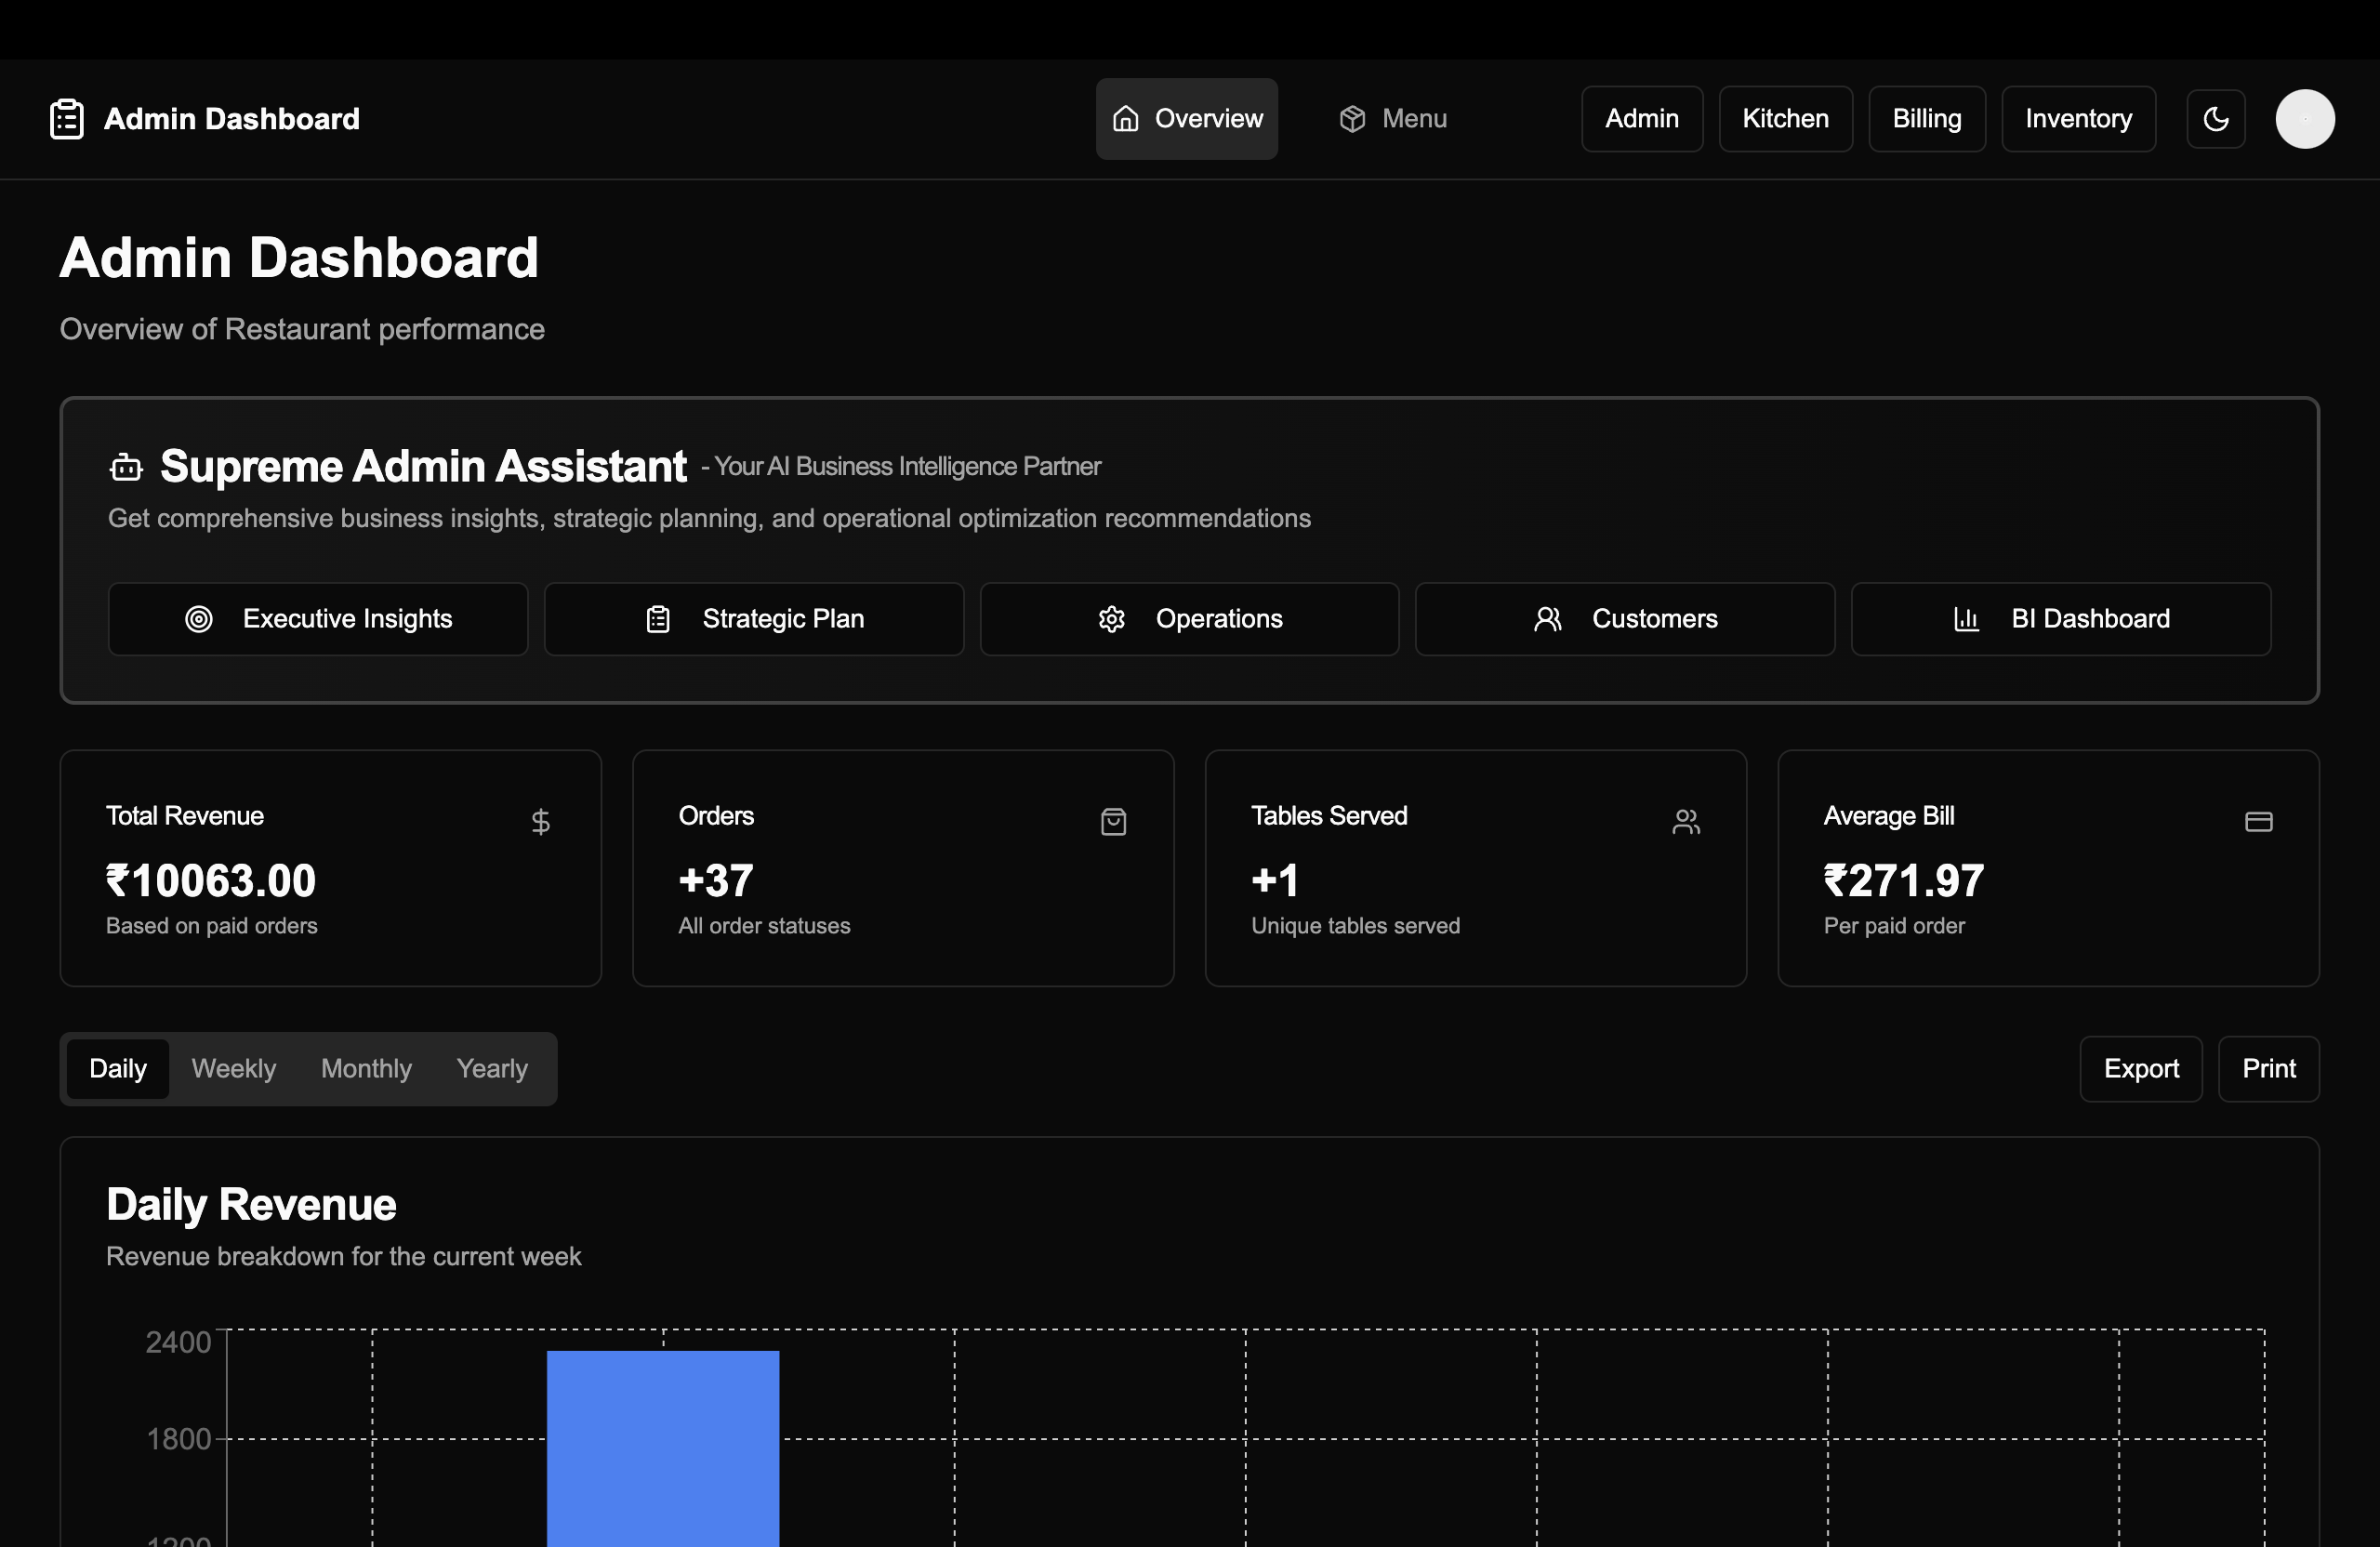 Admin Dashboard
Overview
Menu
Admin
Kitchen
Billing
Inventory
Admin Dashboard
Overview of Restaurant performance
Supreme Admin Assistant - Your AI Business Intelligence Partner
Get comprehensive business insights, strategic planning, and operational optimization recommendations
Executive Insights
Strategic Plan
Operations
Customers
BI Dashboard
Total Revenue
₹10063.00
Based on paid orders
Orders
+37
All order statuses
Tables Served
+1
Unique tables served
Average Bill
₹271.97
Per paid order
Daily
Weekly
Monthly
Yearly
Export
Print
Daily Revenue
Revenue breakdown for the current week
2400
1800
1200